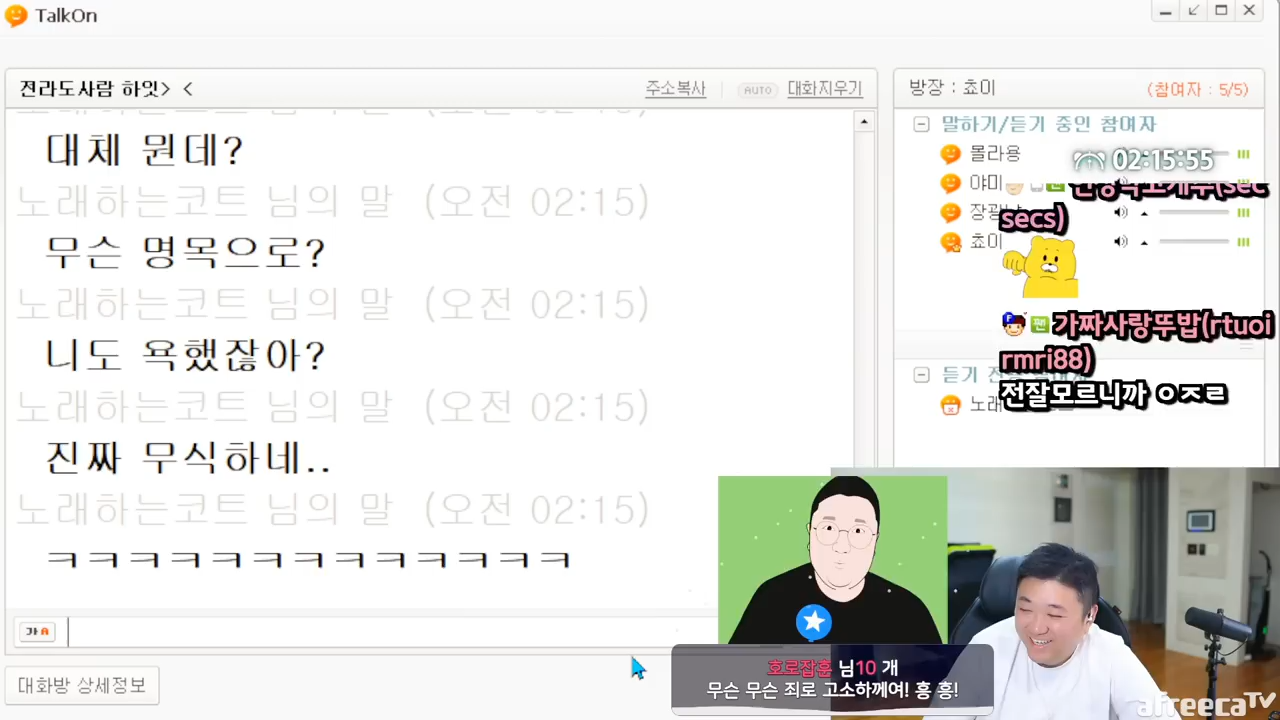 TalkOn
전라도사람 하잇> <
주소복사
AUTO
대화지우기
대체 뭔데?
노래하는코트 님의 말 (오전 02:15)
무슨 명목으로?
노래하는코트 님의 말 (오전 02:15)
니도 욕했잖아?
노래하는코트 님의 말 (오전 02:15)
진짜 무식하네..
노래하는코트 님의 말 (오전 02:15)
ㅋㅋㅋㅋㅋㅋㅋㅋㅋㅋㅋㅋㅋ
가A
대화방 상세정보
방장 : 쵸이
(참여자 : 5/5)
말하기/듣기 중인 참여자
몰라용
02:15:55
야미
(sec
secs)
쵸이
팬 가짜사랑뚜밥(rtuoi
rmri88)
전잘모르니까 ㅇㅈㄹ
듣기
노래
호로잡훈 님10 개
무슨 무슨 죄로 고소하께여! 흥 흥!
afreecaTV